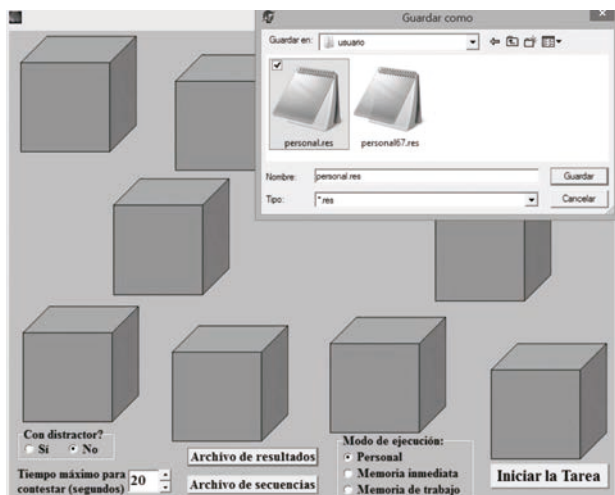 Guardar como
Guardar en:
usuario
personal.res
personal67.res
Nombre:
personal.res
Guardar
Tipo:
*.res
Cancelar
Con distractor?
Sí
No
Tiempo máximo para
contestar (segundos)
20
Archivo de resultados
Archivo de secuencias
Modo de ejecución:
Personal
Memoria inmediata
Memoria de trabajo
Iniciar la Tarea